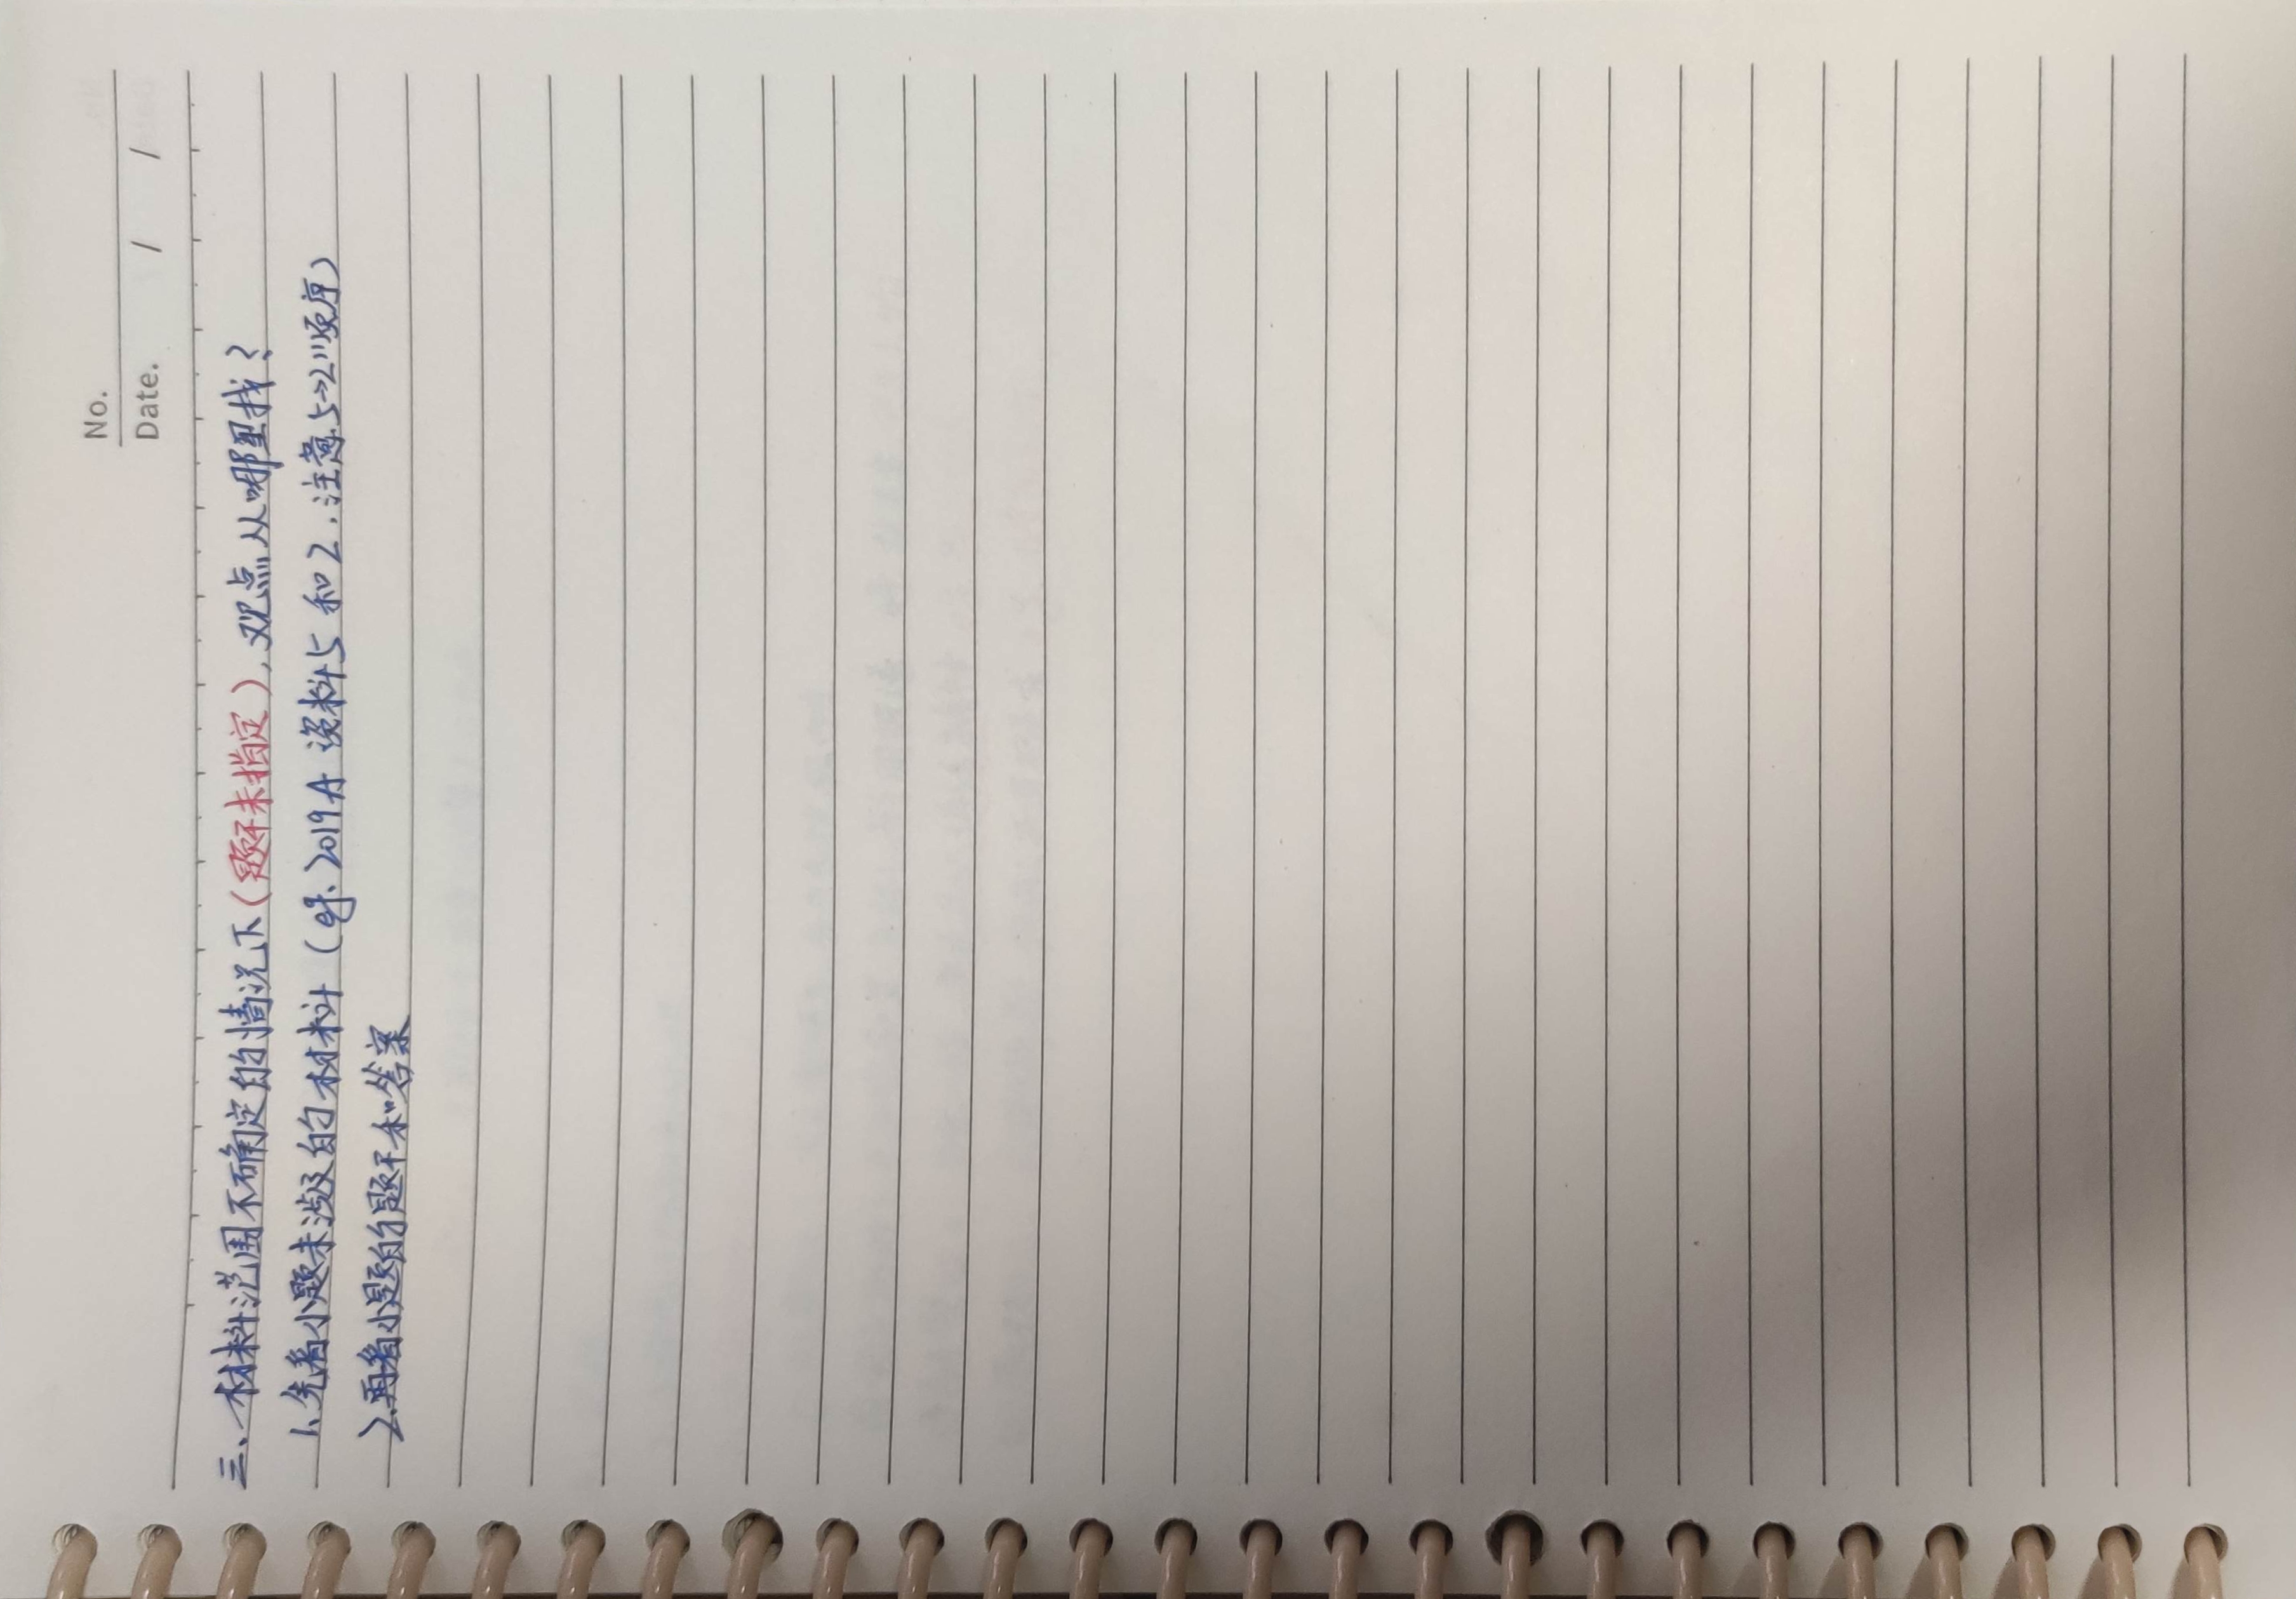 No.
Date. / /
三、材料范围不确定的情况下(题干未指定),观点从哪里找?
1.先看小题未涉及的材料(eg.2019A 资料5 和2.注意5→2顺序)
2.再看小题的题干和答案